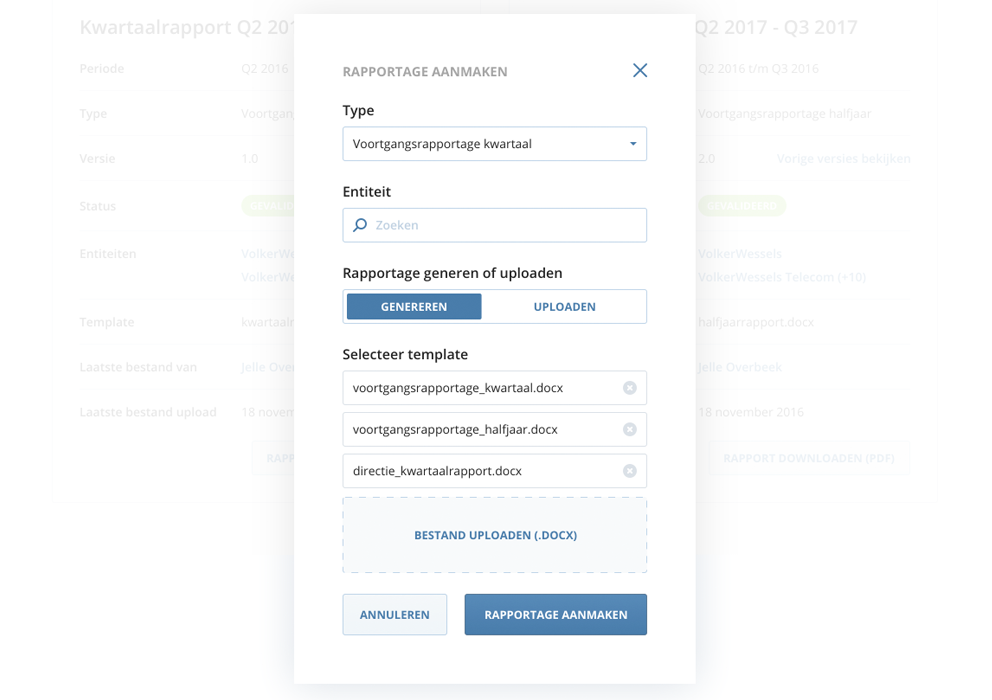 Kwartaalrapport Q2 201
Q2 2017 - Q3 2017
Periode
Q2 2016
Q2 2016 t/m Q3 2016
Type
Voortgan
Voortgangsrapportage halfjaar
Versie
1.0
2.0
Vorige versies bekijken
Status
GEVALID
GEVALIDEERD
Entiteiten
VolkerWe
VolkerWessels
VolkerWe
VolkerWessels Telecom (+10)
Template
kwartaalr
halfjaarrapport.docx
Laatste bestand van
Jelle Over
Jelle Overbeek
Laatste bestand upload
18 novem
18 november 2016
RAPP
RAPPORT DOWNLOADEN (PDF)
RAPPORTAGE AANMAKEN
Type
Voortgangsrapportage kwartaal
Entiteit
Zoeken
Rapportage generen of uploaden
GENEREREN
UPLOADEN
Selecteer template
voortgangsrapportage_kwartaal.docx
voortgangsrapportage_halfjaar.docx
directie_kwartaalrapport.docx
BESTAND UPLOADEN (.DOCX)
ANNULEREN
RAPPORTAGE AANMAKEN